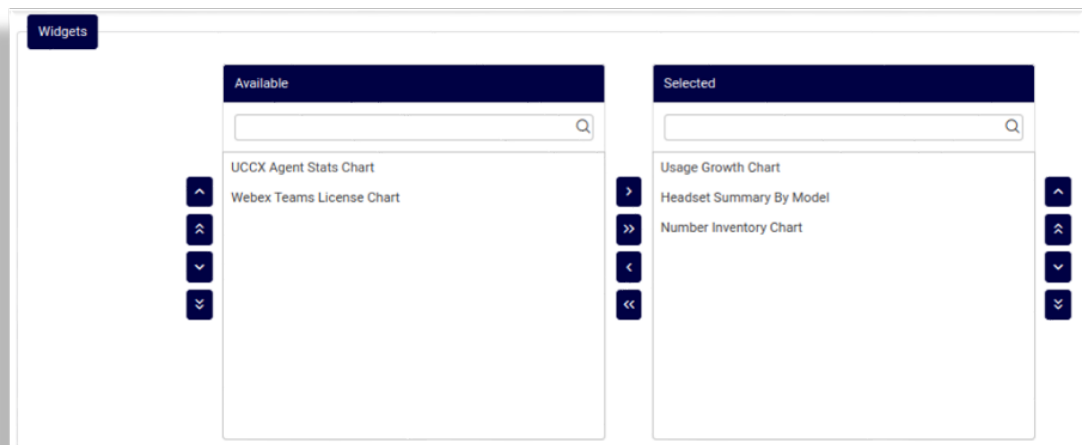 Widgets
Available
Selected
UCCX Agent Stats Chart
Webex Teams License Chart
Usage Growth Chart
Headset Summary By Model
Number Inventory Chart